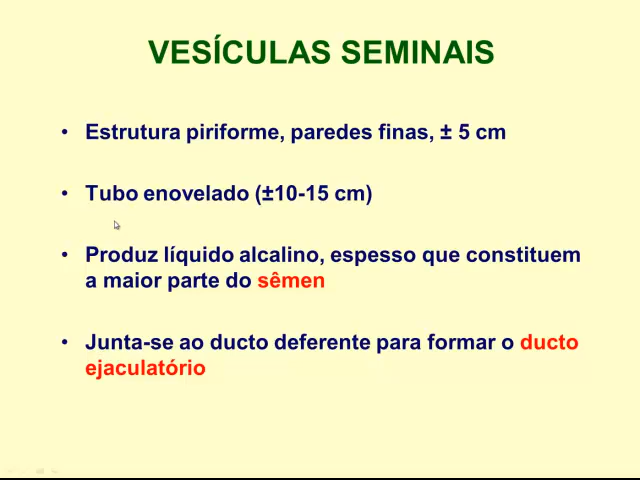 VESÍCULAS SEMINAIS
• Estrutura piriforme, paredes finas, ± 5 cm
• Tubo enovelado (±10-15 cm)
• Produz líquido alcalino, espesso que constituem
a maior parte do sêmen
• Junta-se ao ducto deferente para formar o ducto
ejaculatório